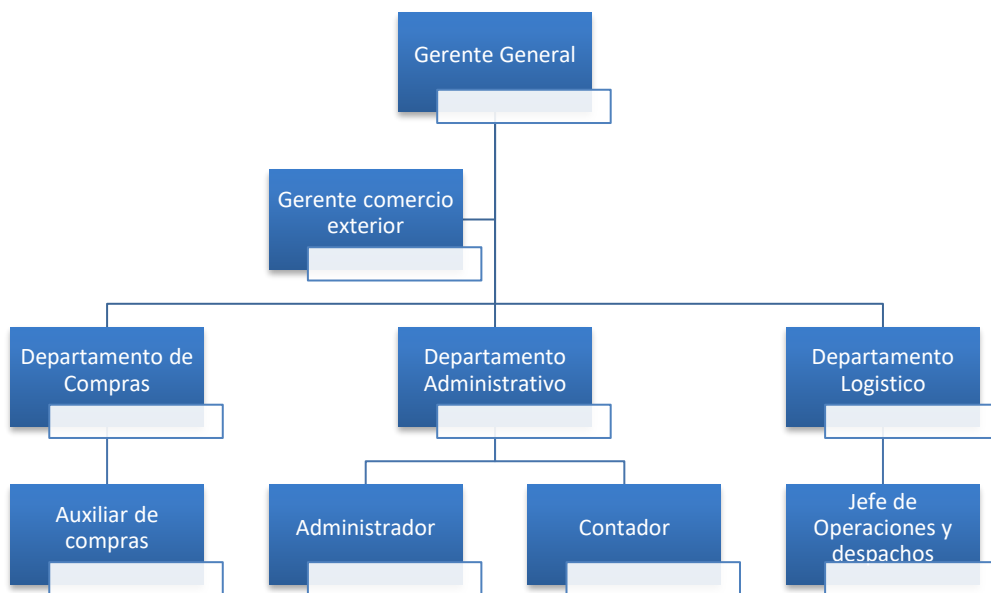 Gerente General
Gerente comercio
exterior
Departamento de
Compras
Departamento
Administrativo
Departamento
Logistico
Auxiliar de
compras
Administrador
Contador
Jefe de
Operaciones y
despachos